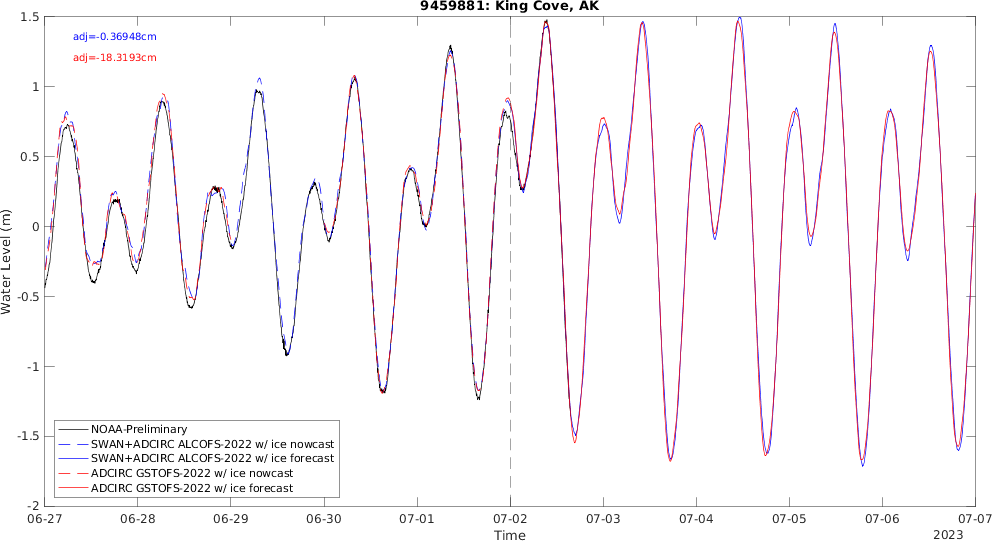 9459881: King Cove, AK
adj=-0.36948cm
adj=-18.3193cm
1.5
1
0.5
0
-0.5
-1
-1.5
-2
Water Level (m)
NOAA-Preliminary
SWAN+ADCIRC ALCOFS-2022 w/ ice nowcast
SWAN+ADCIRC ALCOFS-2022 w/ ice forecast
ADCIRC GSTOFS-2022 w/ ice nowcast
ADCIRC GSTOFS-2022 w/ ice forecast
06-27 06-28 06-29 06-30 07-01 07-02 07-03 07-04 07-05 07-06 07-07
Time
2023